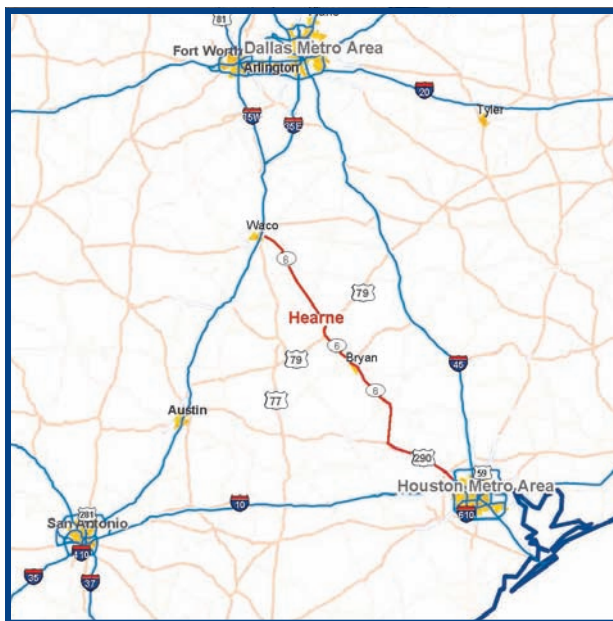 81
Fort Worth
Dallas Metro Area
Arlington
20
35W
35E
Tyler
Waco
6
79
Hearne
6
Bryan
79
45
6
77
Austin
290
59
Houston Metro Area
10
610
281
San Antonio
410
35
37